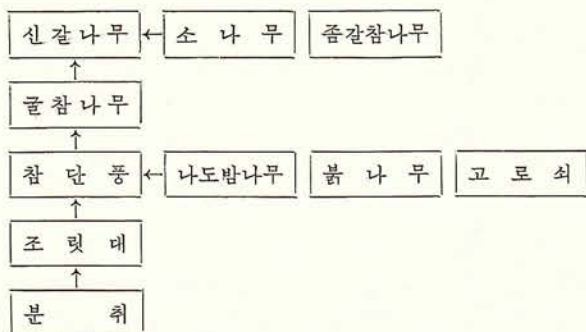 신갈나무 ← 소나무 좀갈참나무
↑
굴참나무
↑
참단풍 ← 나도밤나무 붉나무 고로쇠
↑
조릿대
↑
분취